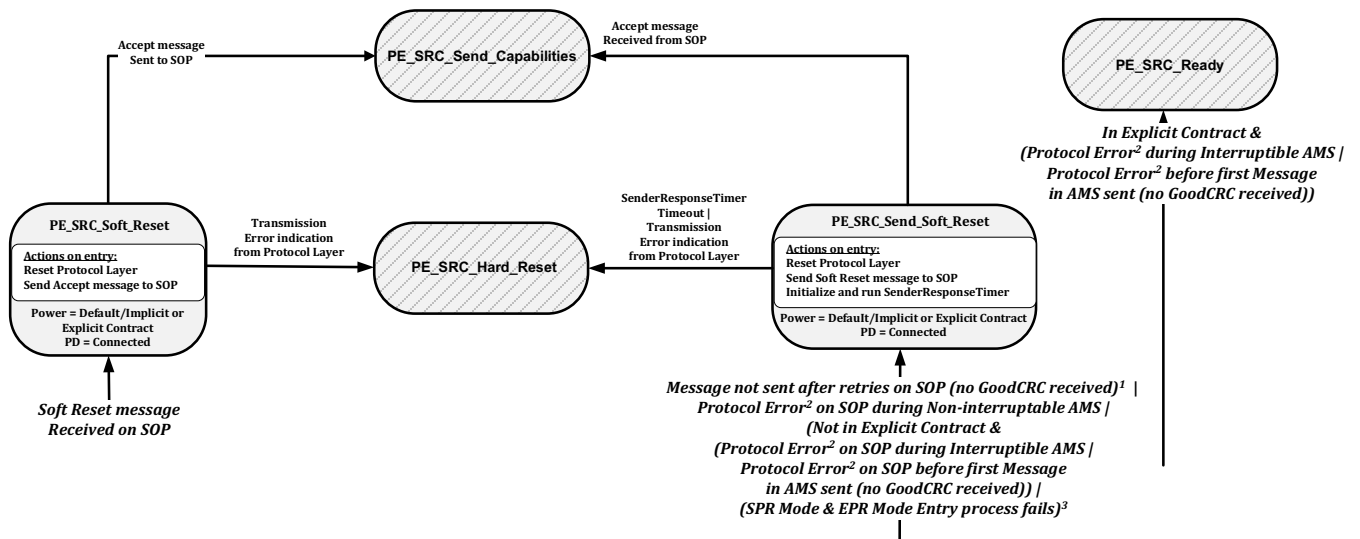 Accept message
Sent to SOP
PE_SRC_Send_Capabilities
Accept message
Received from SOP
PE_SRC_Ready
In Explicit Contract &
(Protocol Error² during Interruptible AMS |
Protocol Error² before first Message
in AMS sent (no GoodCRC received))
PE_SRC_Soft_Reset
Actions on entry:
Reset Protocol Layer
Send Accept message to SOP
Power = Default/Implicit or
Explicit Contract
PD = Connected
Transmission
Error indication
from Protocol Layer
PE_SRC_Hard_Reset
SenderResponseTimer
Timeout |
Transmission
Error indication
from Protocol Layer
PE_SRC_Send_Soft_Reset
Actions on entry:
Reset Protocol Layer
Send Soft Reset message to SOP
Initialize and run SenderResponseTimer
Power = Default/Implicit or Explicit Contract
PD = Connected
Soft Reset message
Received on SOP
Message not sent after retries on SOP (no GoodCRC received)¹ |
Protocol Error² on SOP during Non-interruptable AMS |
(Not in Explicit Contract &
(Protocol Error² on SOP during Interruptible AMS |
Protocol Error² on SOP before first Message
in AMS sent (no GoodCRC received)) |
(SPR Mode & EPR Mode Entry process fails)³